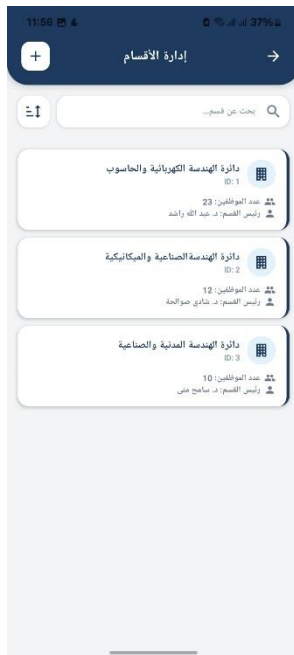 11:56 37%
إدارة الأقسام
بحث عن قسم...
دائرة الهندسة الكهربائية والحاسوب
ID: 1
عدد الموظفين: 23
رئيس القسم: د. عبد الله راشد
دائرة الهندسة الصناعية والميكانيكية
ID: 2
عدد الموظفين: 12
رئيس القسم: د. شادي صوالحة
دائرة الهندسة المدنية والصناعية
ID: 3
عدد الموظفين: 10
رئيس القسم: د. سامح منى